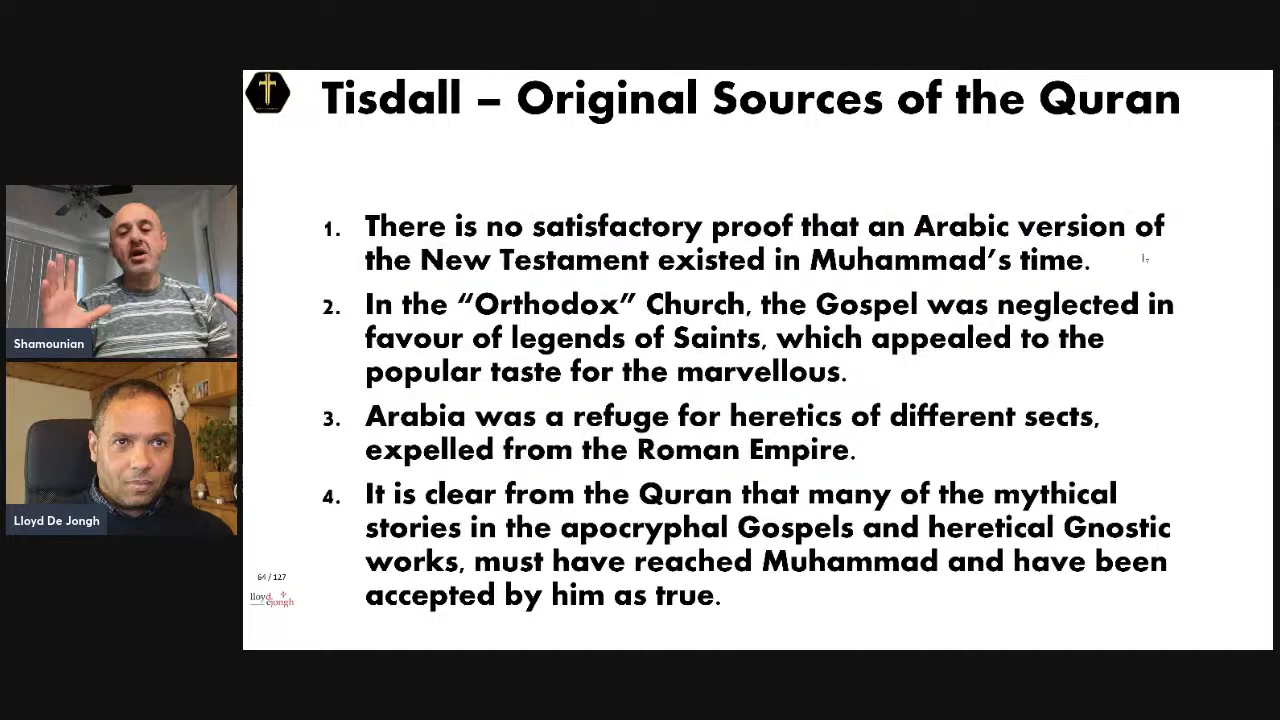 Tisdall – Original Sources of the Quran
1. There is no satisfactory proof that an Arabic version of
the New Testament existed in Muhammad's time.
2. In the “Orthodox” Church, the Gospel was neglected in
favour of legends of Saints, which appealed to the
popular taste for the marvellous.
3. Arabia was a refuge for heretics of different sects,
expelled from the Roman Empire.
4. It is clear from the Quran that many of the mythical
stories in the apocryphal Gospels and heretical Gnostic
works, must have reached Muhammad and have been
accepted by him as true.
Shamounian
Lloyd De Jongh
64 / 127
lloyd
dejongh